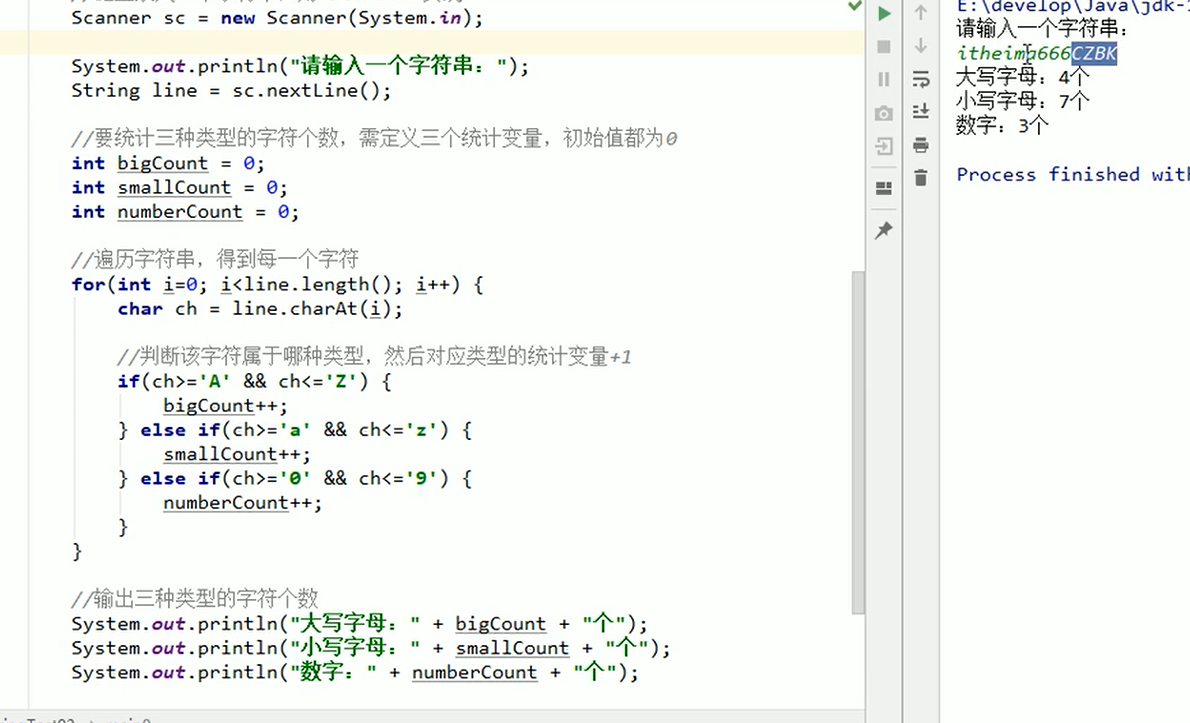 Scanner sc = new Scanner(System.in);
System.out.println("请输入一个字符串：");
String line = sc.nextLine();
//要统计三种类型的字符个数，需定义三个统计变量，初始值都为0
int bigCount = 0;
int smallCount = 0;
int numberCount = 0;
//遍历字符串，得到每一个字符
for(int i=0; i<line.length(); i++) {
char ch = line.charAt(i);
//判断该字符属于哪种类型，然后对应类型的统计变量+1
if(ch>='A' && ch<='Z') {
bigCount++;
} else if(ch>='a' && ch<='z') {
smallCount++;
} else if(ch>='0' && ch<='9') {
numberCount++;
}
}
//输出三种类型的字符个数
System.out.println("大写字母：" + bigCount + "个");
System.out.println("小写字母：" + smallCount + "个");
System.out.println("数字：" + numberCount + "个");
E:\develop\Java\jdk-1
请输入一个字符串：
itheima666CZBK
大写字母：4个
小写字母：7个
数字：3个
Process finished with